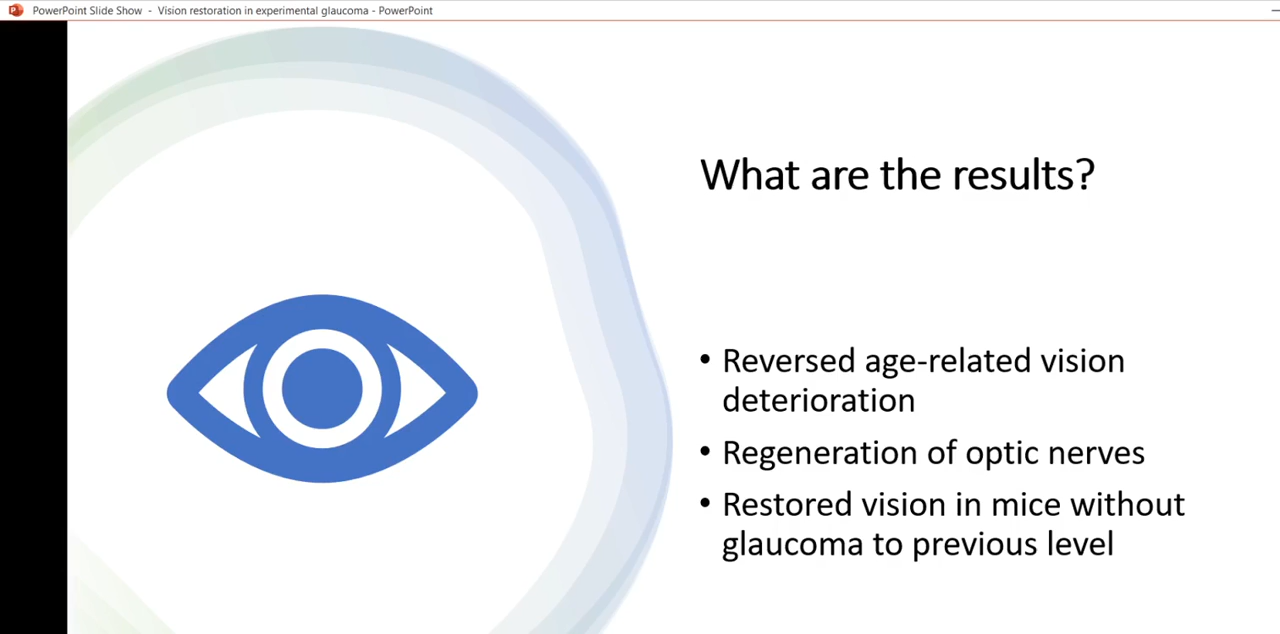 PowerPoint Slide Show - Vision restoration in experimental glaucoma - PowerPoint
What are the results?
• Reversed age-related vision
deterioration
• Regeneration of optic nerves
• Restored vision in mice without
glaucoma to previous level